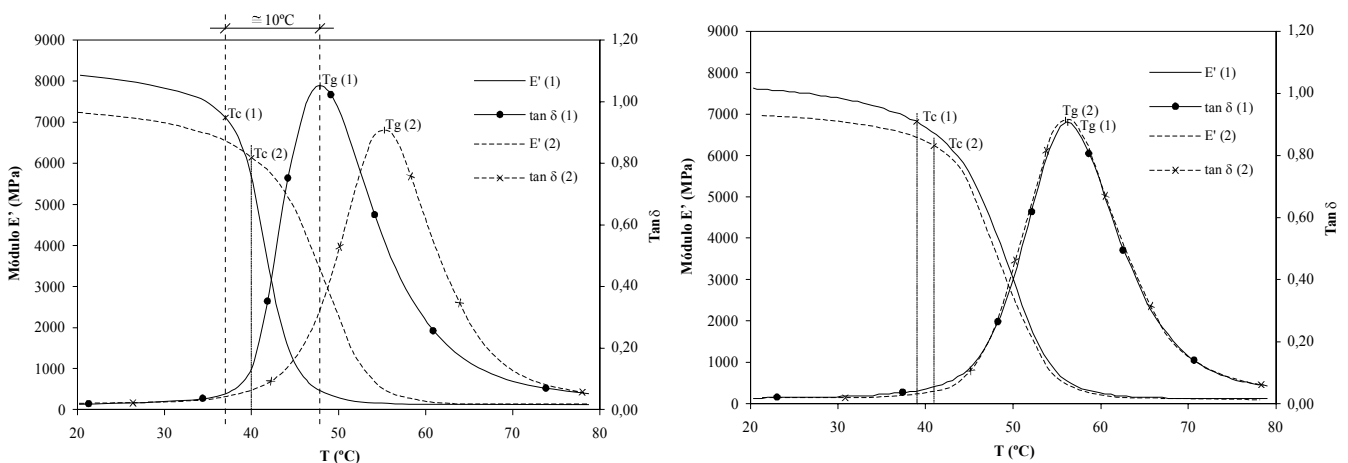 ≅ 10ºC
9000
8000
7000
6000
5000
4000
3000
2000
1000
0
Módulo E' (MPa)
1,20
1,00
0,80
0,60
0,40
0,20
0,00
Tan δ
20
30
40
50
60
70
80
T (ºC)
Tc (1)
Tc (2)
Tg (1)
Tg (2)
E' (1)
tan δ (1)
E' (2)
tan δ (2)
9000
8000
7000
6000
5000
4000
3000
2000
1000
0
Módulo E' (MPa)
1,20
1,00
0,80
0,60
0,40
0,20
0,00
Tan δ
20
30
40
50
60
70
80
T (ºC)
Tc (1)
Tc (2)
Tg (2)
Tg (1)
E' (1)
tan δ (1)
E' (2)
tan δ (2)